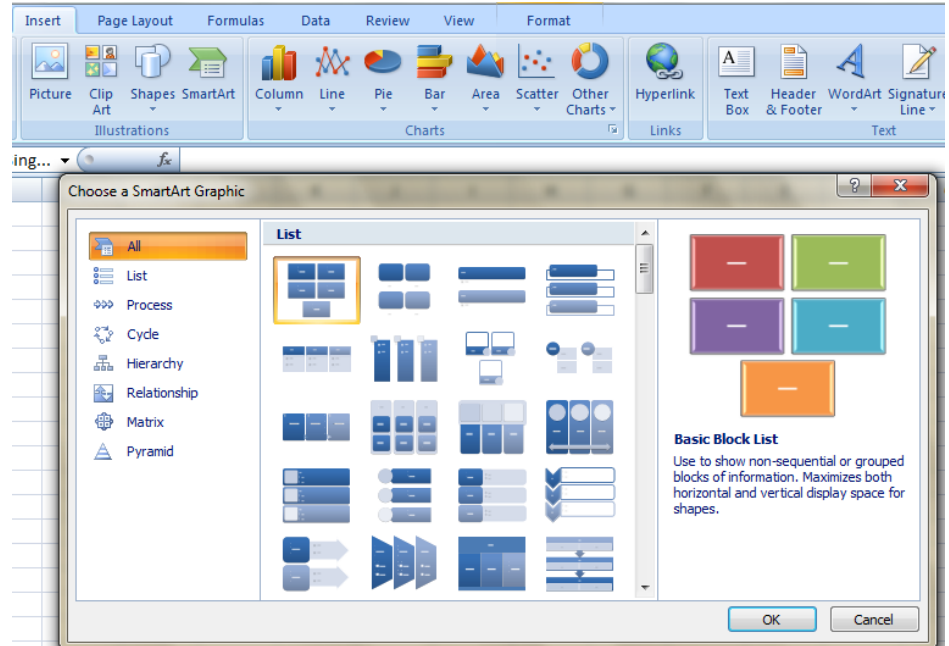 Insert Page Layout Formulas Data Review View Format
Picture Clip Art Shapes SmartArt Column Line Pie Bar Area Scatter Other Charts Hyperlink Text Box Header & Footer WordArt Signature Line
Illustrations Charts Links Text
ing... fx
Choose a SmartArt Graphic
All
List
Process
Cycle
Hierarchy
Relationship
Matrix
Pyramid
List
Basic Block List
Use to show non-sequential or grouped
blocks of information. Maximizes both
horizontal and vertical display space for
shapes.
OK Cancel